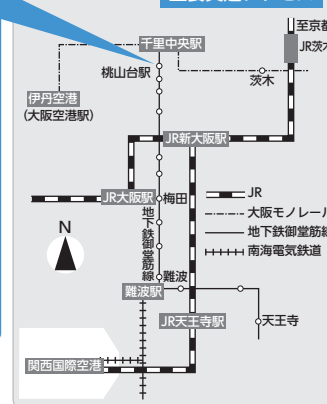 至京都
千里中央駅
JR茨木
桃山台駅
茨木
伊丹空港
(大阪空港駅)
JR新大阪駅
JR大阪駅
梅田
JR
大阪モノレール
地下鉄御堂筋線
南海電気鉄道
地下鉄御堂筋線
N
難波
難波駅
JR天王寺駅
天王寺
関西国際空港